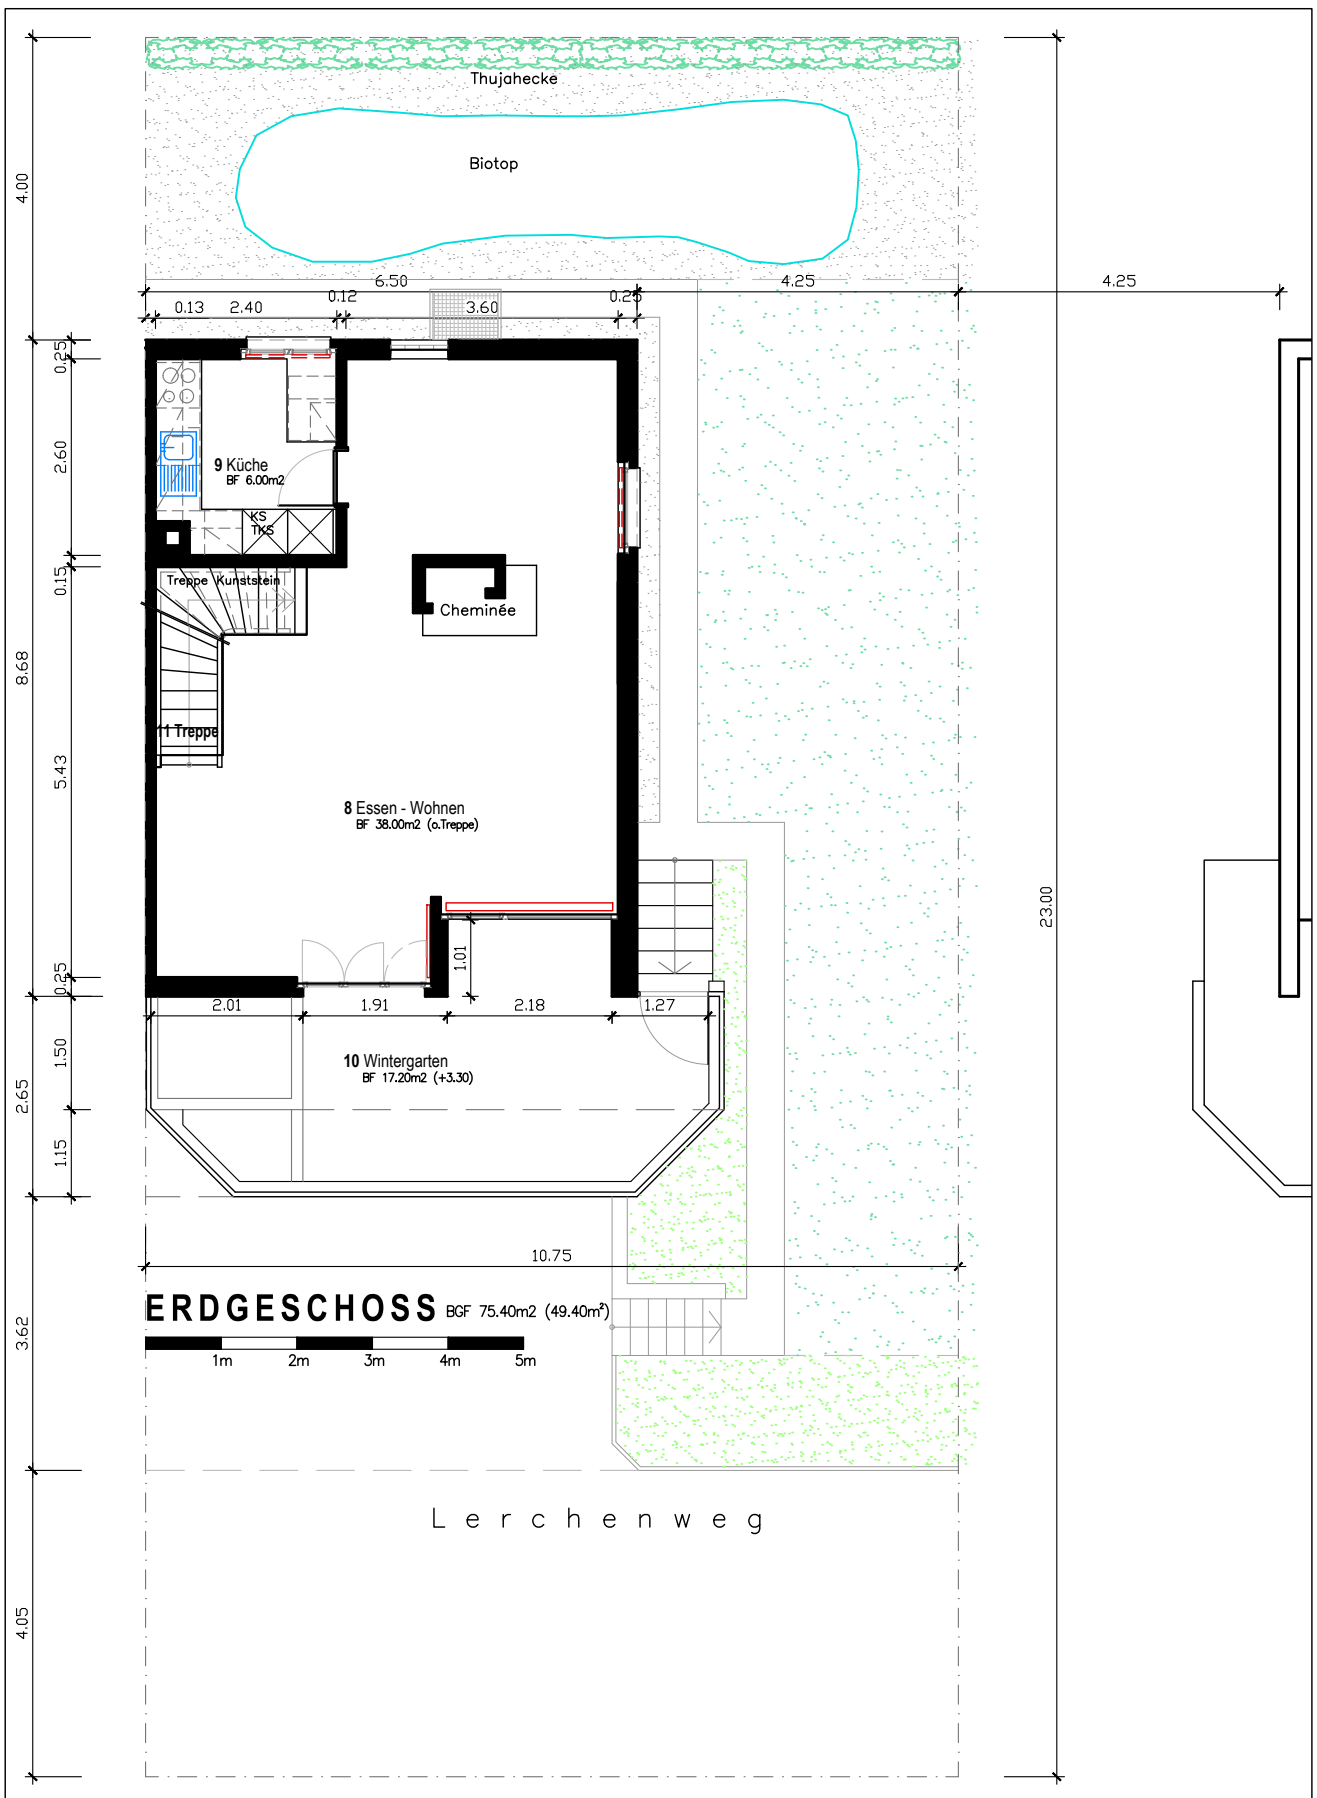 Thujahecke
Biotop
4.00
6.50
4.25
4.25
0.13
2.40
0.12
3.60
0.25
0.25
2.60
9 Küche
BF 6.00m2
KS
TKS
0.15
Treppe Kunststein
Cheminée
8.68
11 Treppe
5.43
8 Essen - Wohnen
BF 38.00m2 (o.Treppe)
23.00
1.01
0.25
2.01
1.91
2.18
1.27
1.50
10 Wintergarten
BF 17.20m2 (+3.30)
2.65
1.15
10.75
ERDGESCHOSS BGF 75.40m2 (49.40m²)
3.62
1m 2m 3m 4m 5m
Lerchenweg
4.05